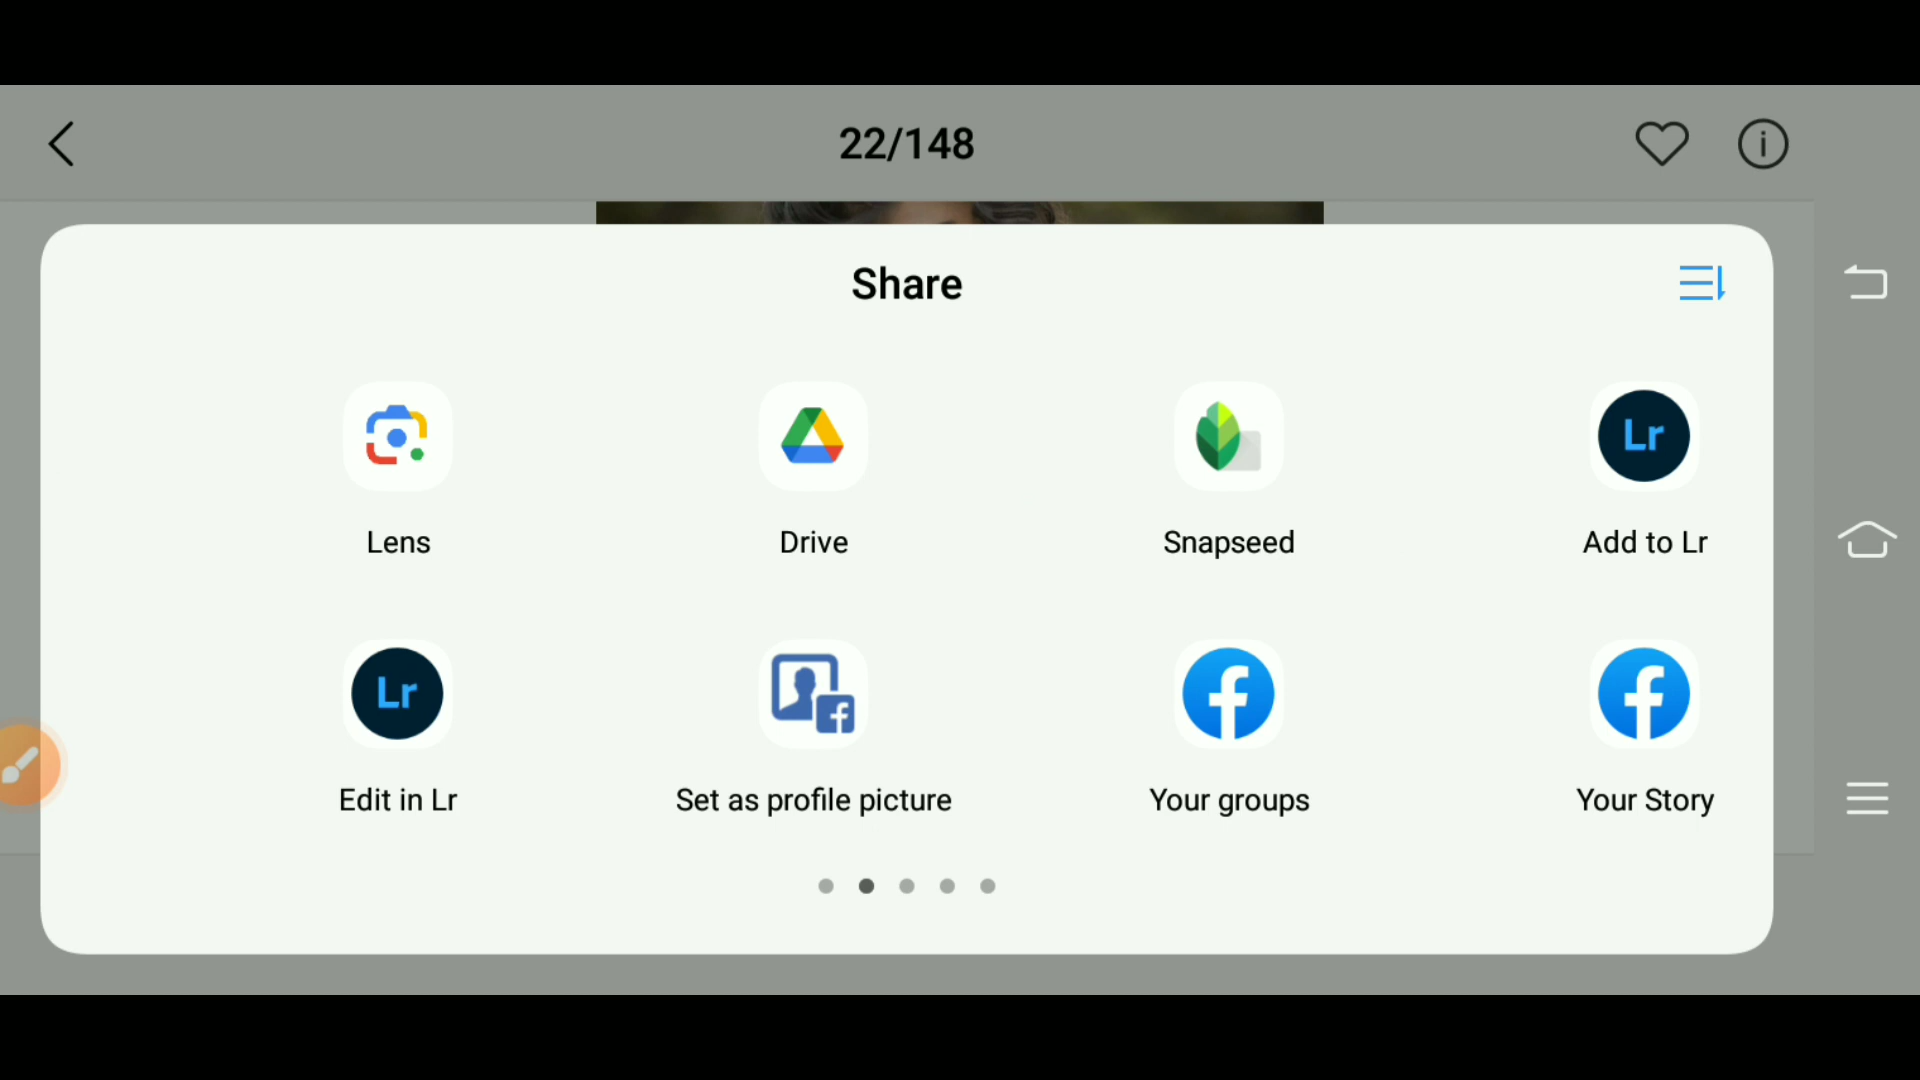 22/148
Share
Lens
Drive
Snapseed
Lr
Add to Lr
Lr
Edit in Lr
Set as profile picture
Your groups
Your Story